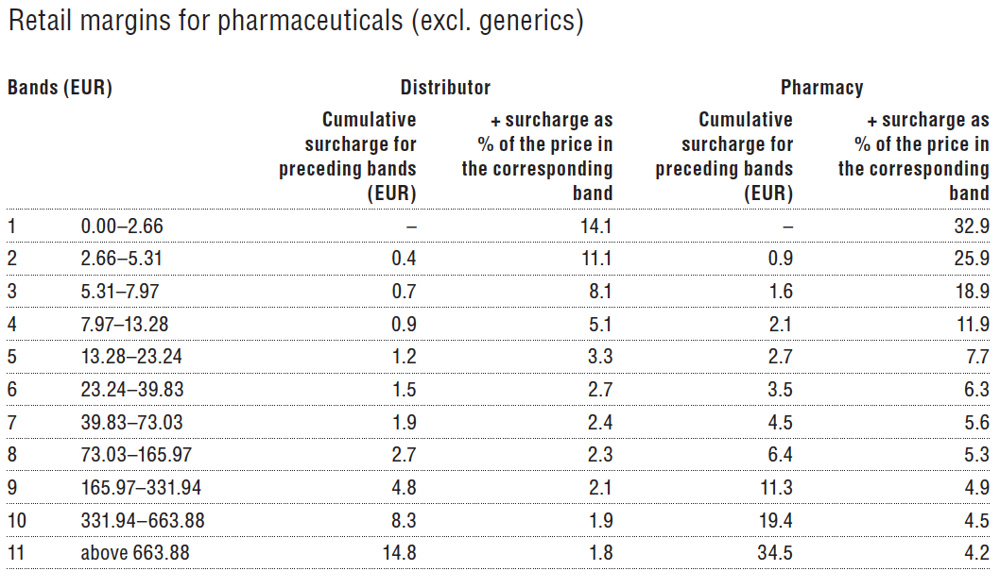 Retail margins for pharmaceuticals (excl. generics)
Bands (EUR) Distributor Pharmacy
Cumulative + surcharge as Cumulative + surcharge as
surcharge for % of the price in surcharge for % of the price in
preceding bands the corresponding preceding bands the corresponding
(EUR) band (EUR) band
1 0.00–2.66 – 14.1 – 32.9
2 2.66–5.31 0.4 11.1 0.9 25.9
3 5.31–7.97 0.7 8.1 1.6 18.9
4 7.97–13.28 0.9 5.1 2.1 11.9
5 13.28–23.24 1.2 3.3 2.7 7.7
6 23.24–39.83 1.5 2.7 3.5 6.3
7 39.83–73.03 1.9 2.4 4.5 5.6
8 73.03–165.97 2.7 2.3 6.4 5.3
9 165.97–331.94 4.8 2.1 11.3 4.9
10 331.94–663.88 8.3 1.9 19.4 4.5
11 above 663.88 14.8 1.8 34.5 4.2